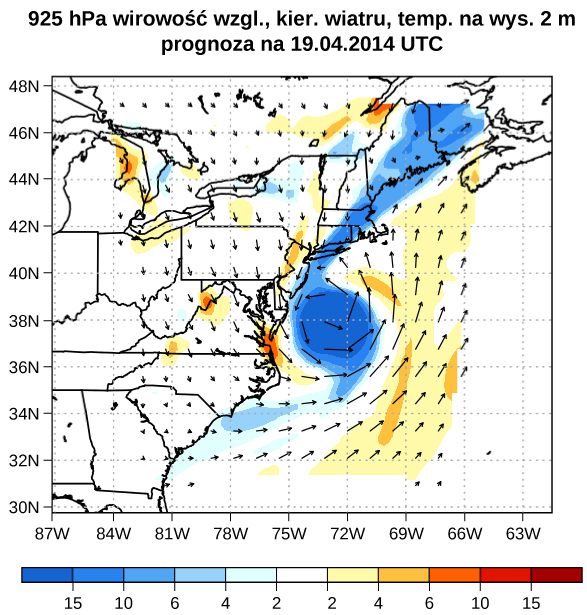 925 hPa wirowość wzgl., kier. wiatru, temp. na wys. 2 m
prognoza na 19.04.2014 UTC
48N
46N
44N
42N
40N
38N
36N
34N
32N
30N
87W 84W 81W 78W 75W 72W 69W 66W 63W
15 10 6 4 2 2 4 6 10 15